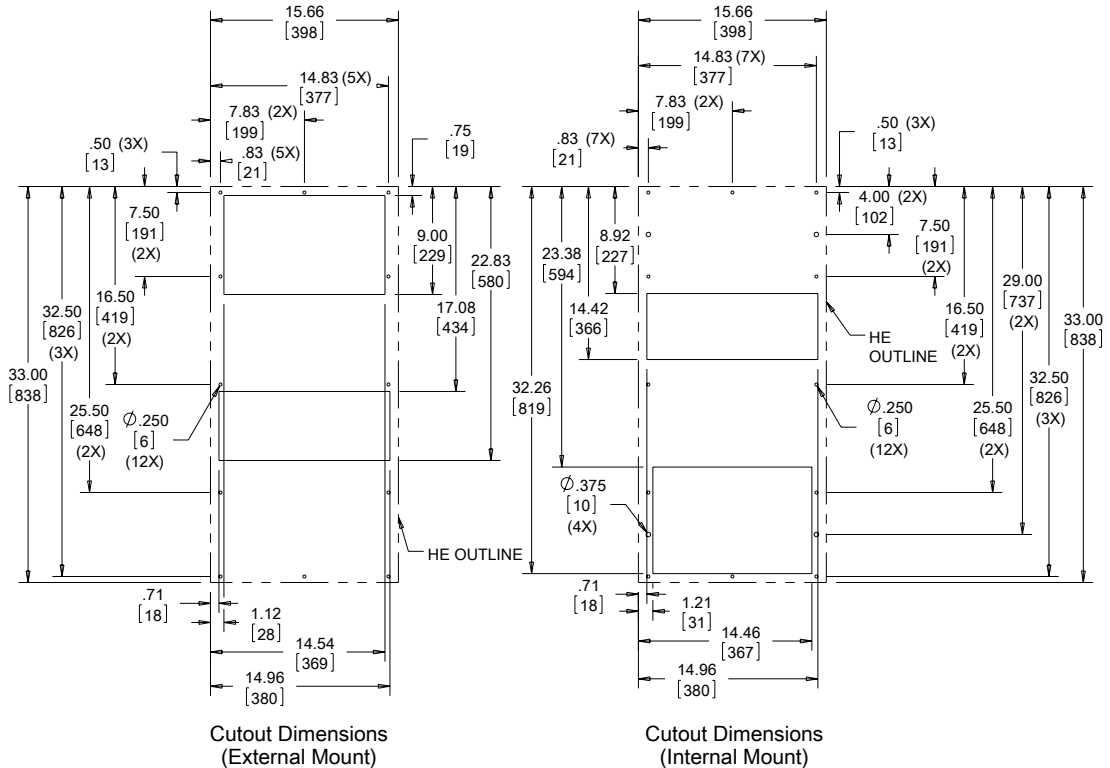 15.66
[398]
14.83 (5X)
[377]
7.83 (2X)
[199]
.50 (3X)
[13]
.83 (5X)
[21]
.75
[19]
7.50
[191]
(2X)
9.00
[229]
22.83
[580]
16.50
[419]
(2X)
17.08
[434]
32.50
[826]
(3X)
33.00
[838]
25.50
[648]
(2X)
Ø.250
[6]
(12X)
HE OUTLINE
.71
[18]
1.12
[28]
14.54
[369]
14.96
[380]
Cutout Dimensions
(External Mount)
15.66
[398]
14.83 (7X)
[377]
7.83 (2X)
[199]
.83 (7X)
[21]
.50 (3X)
[13]
4.00 (2X)
[102]
7.50
[191]
(2X)
8.92
[227]
23.38
[594]
14.42
[366]
29.00
[737]
(2X)
16.50
[419]
(2X)
33.00
[838]
HE
OUTLINE
32.26
[819]
32.50
[826]
(3X)
25.50
[648]
(2X)
Ø.250
[6]
(12X)
Ø.375
[10]
(4X)
.71
[18]
1.21
[31]
14.46
[367]
14.96
[380]
Cutout Dimensions
(Internal Mount)